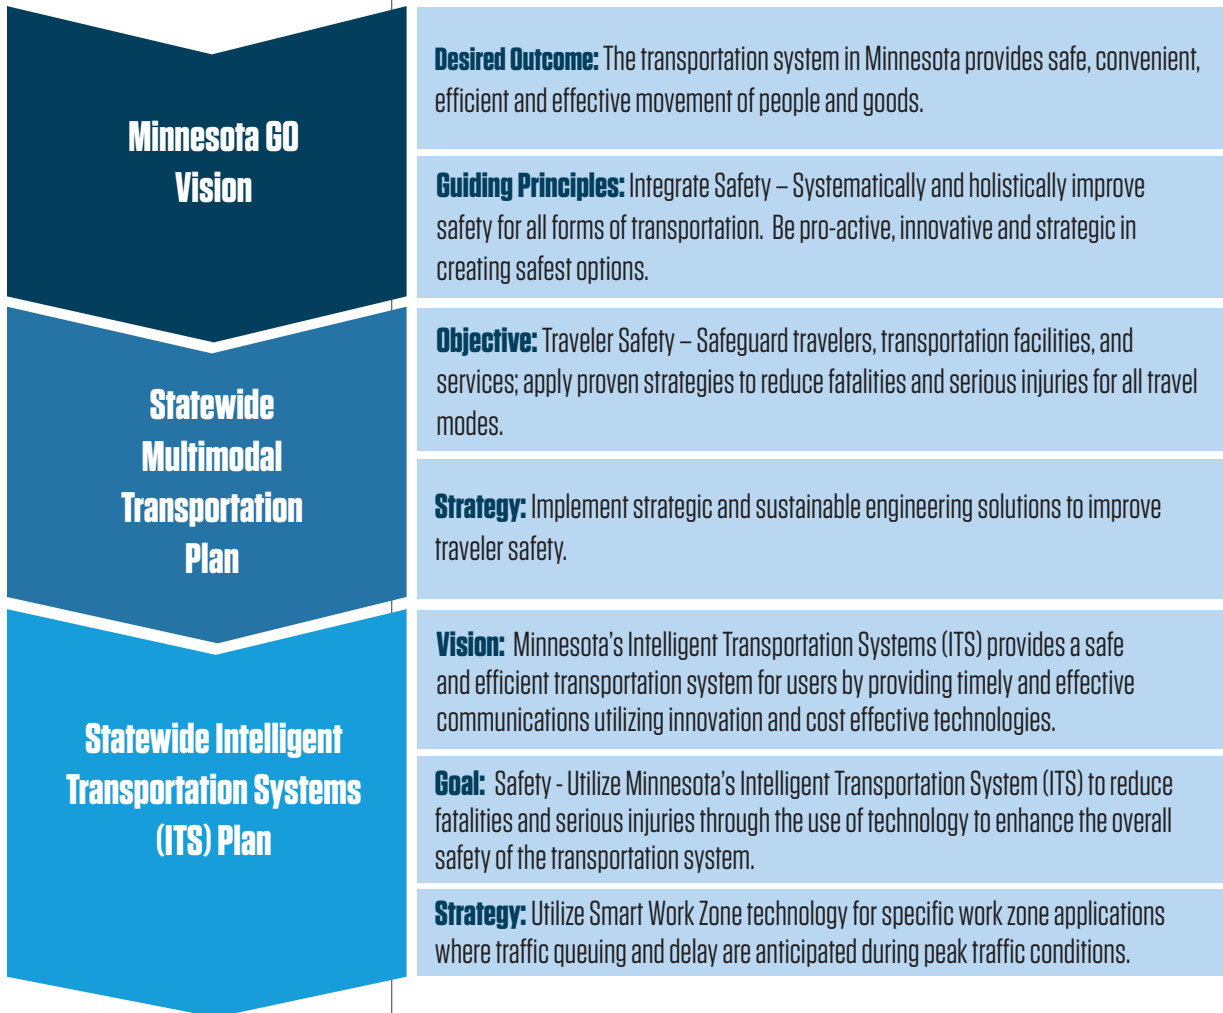 Minnesota GO
Vision
Desired Outcome: The transportation system in Minnesota provides safe, convenient,
efficient and effective movement of people and goods.
Guiding Principles: Integrate Safety – Systematically and holistically improve
safety for all forms of transportation.  Be pro-active, innovative and strategic in
creating safest options.
Statewide
Multimodal
Transportation
Plan
Objective: Traveler Safety – Safeguard travelers, transportation facilities, and
services; apply proven strategies to reduce fatalities and serious injuries for all travel
modes.
Strategy: Implement strategic and sustainable engineering solutions to improve
traveler safety.
Statewide Intelligent
Transportation Systems
(ITS) Plan
Vision:  Minnesota's Intelligent Transportation Systems (ITS) provides a safe
and efficient transportation system for users by providing timely and effective
communications utilizing innovation and cost effective technologies.
Goal:  Safety - Utilize Minnesota's Intelligent Transportation System (ITS) to reduce
fatalities and serious injuries through the use of technology to enhance the overall
safety of the transportation system.
Strategy: Utilize Smart Work Zone technology for specific work zone applications
where traffic queuing and delay are anticipated during peak traffic conditions.